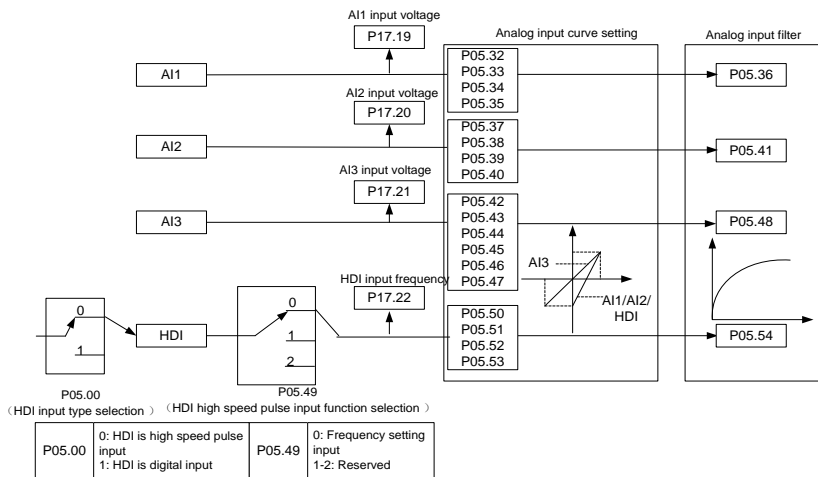 AI1 input voltage
Analog input curve setting
Analog input filter
P17.19
AI1
P05.32
P05.33
P05.34
P05.35
P05.36
AI2 input voltage
P17.20
AI2
P05.37
P05.38
P05.39
P05.40
P05.41
AI3 input voltage
P17.21
AI3
P05.42
P05.43
P05.44
P05.45
P05.46
P05.47
P05.48
AI3
AI1/AI2/
HDI
HDI input frequency
P17.22
0
1
HDI
0
1
2
P05.50
P05.51
P05.52
P05.53
P05.54
P05.00
(HDI input type selection)
P05.49
(HDI high speed pulse input function selection)
P05.00
0: HDI is high speed pulse
input
1: HDI is digital input
P05.49
0: Frequency setting
input
1-2: Reserved